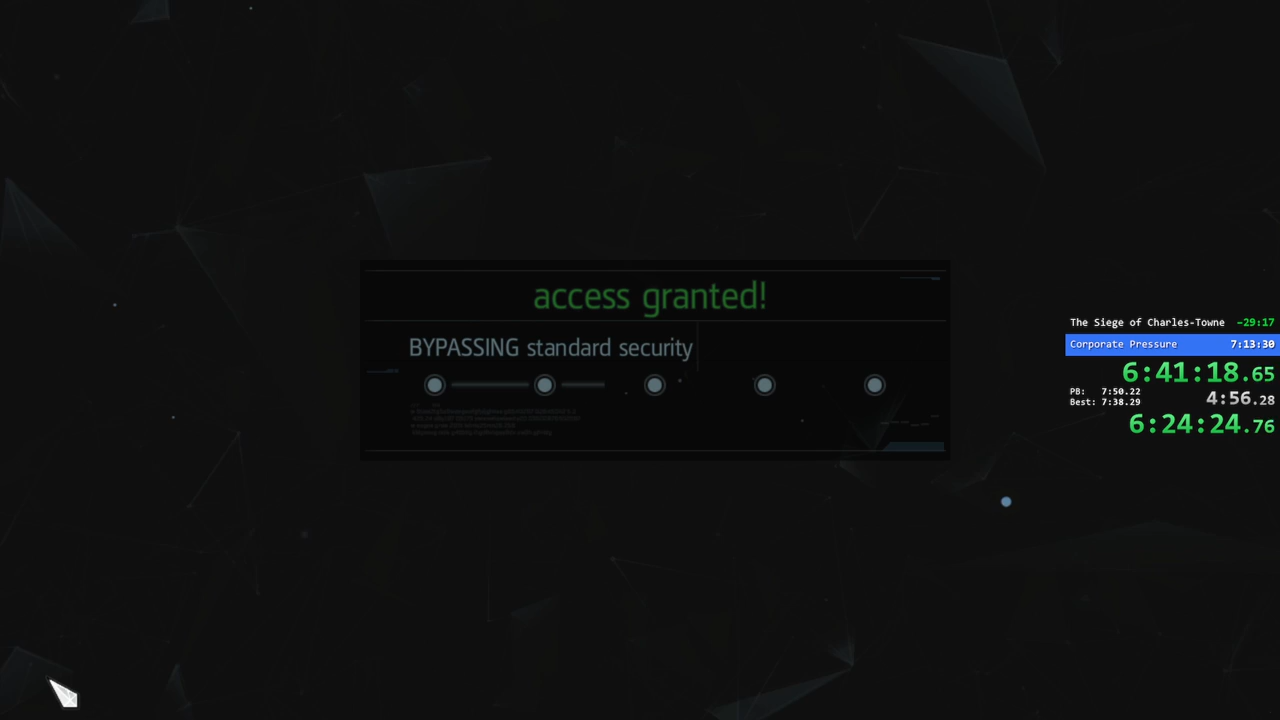 access granted!
BYPASSING standard security
The Siege of Charles-Towne -29:17
Corporate Pressure 7:13:30
6:41:18.65
PB: 7:50.22
Best: 7:38.29
4:56.28
6:24:24.76